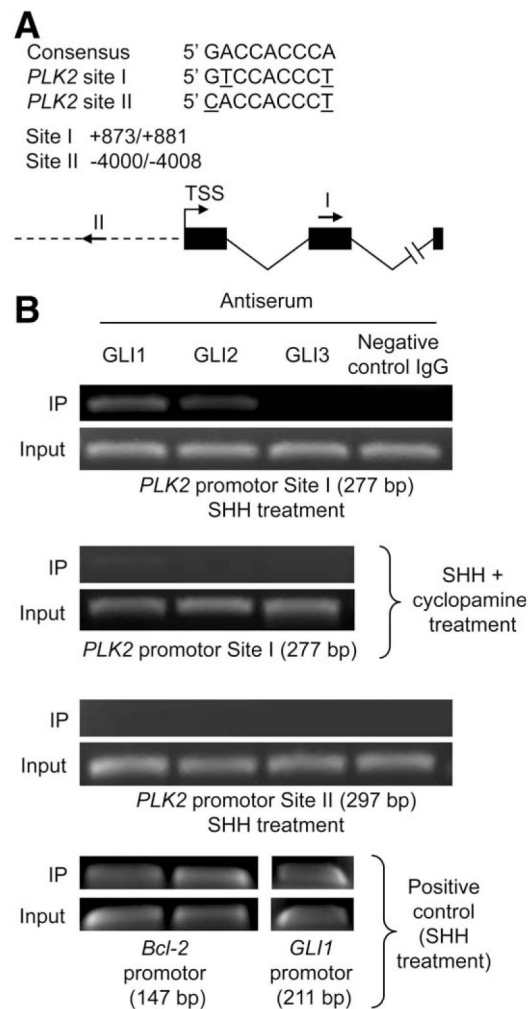 A
Consensus 5' GACCACCCA
PLK2 site I 5' GTCCACCCT
PLK2 site II 5' CACCACCCT
Site I +873/+881
Site II -4000/-4008
TSS
I
II
B
Antiserum
GLI1 GLI2 GLI3 Negative control IgG
IP
Input
PLK2 promotor Site I (277 bp)
SHH treatment
IP
Input
PLK2 promotor Site I (277 bp)
SHH +
cyclopamine
treatment
IP
Input
PLK2 promotor Site II (297 bp)
SHH treatment
IP
Input
Bcl-2
promotor
(147 bp)
GLI1
promotor
(211 bp)
Positive
control
(SHH
treatment)